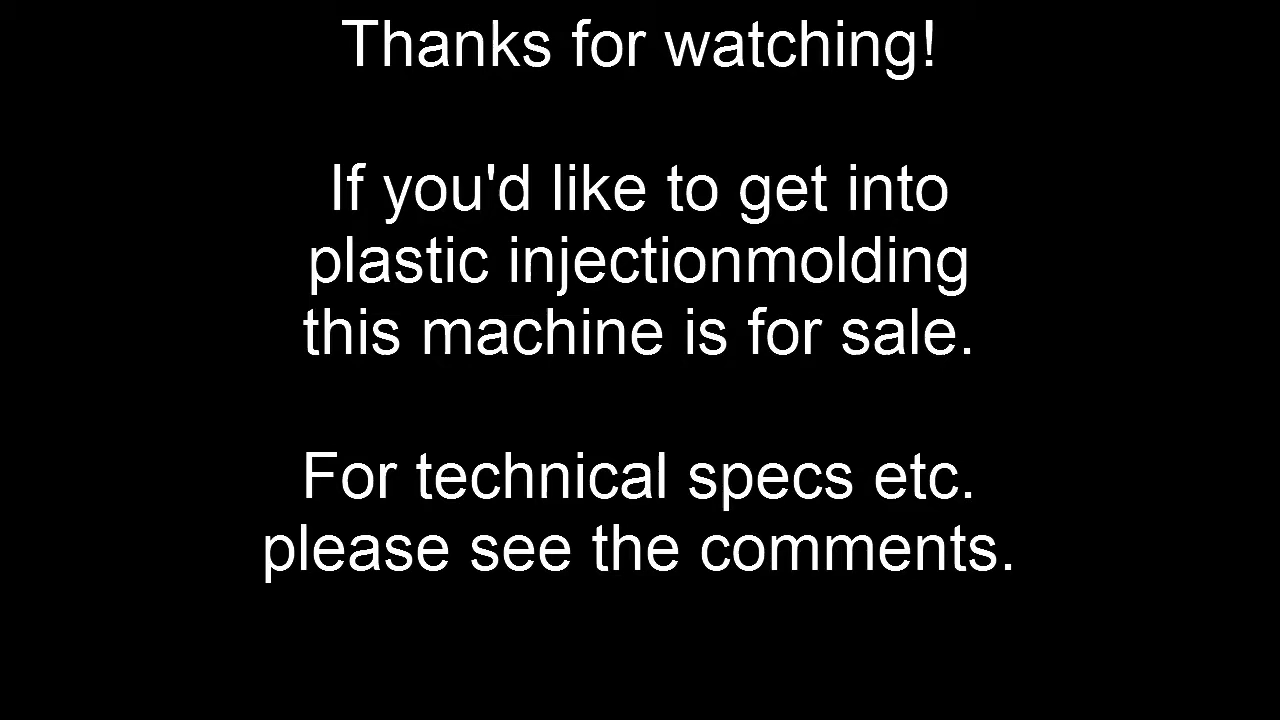 Thanks for watching!
If you'd like to get into
plastic injectionmolding
this machine is for sale.
For technical specs etc.
please see the comments.